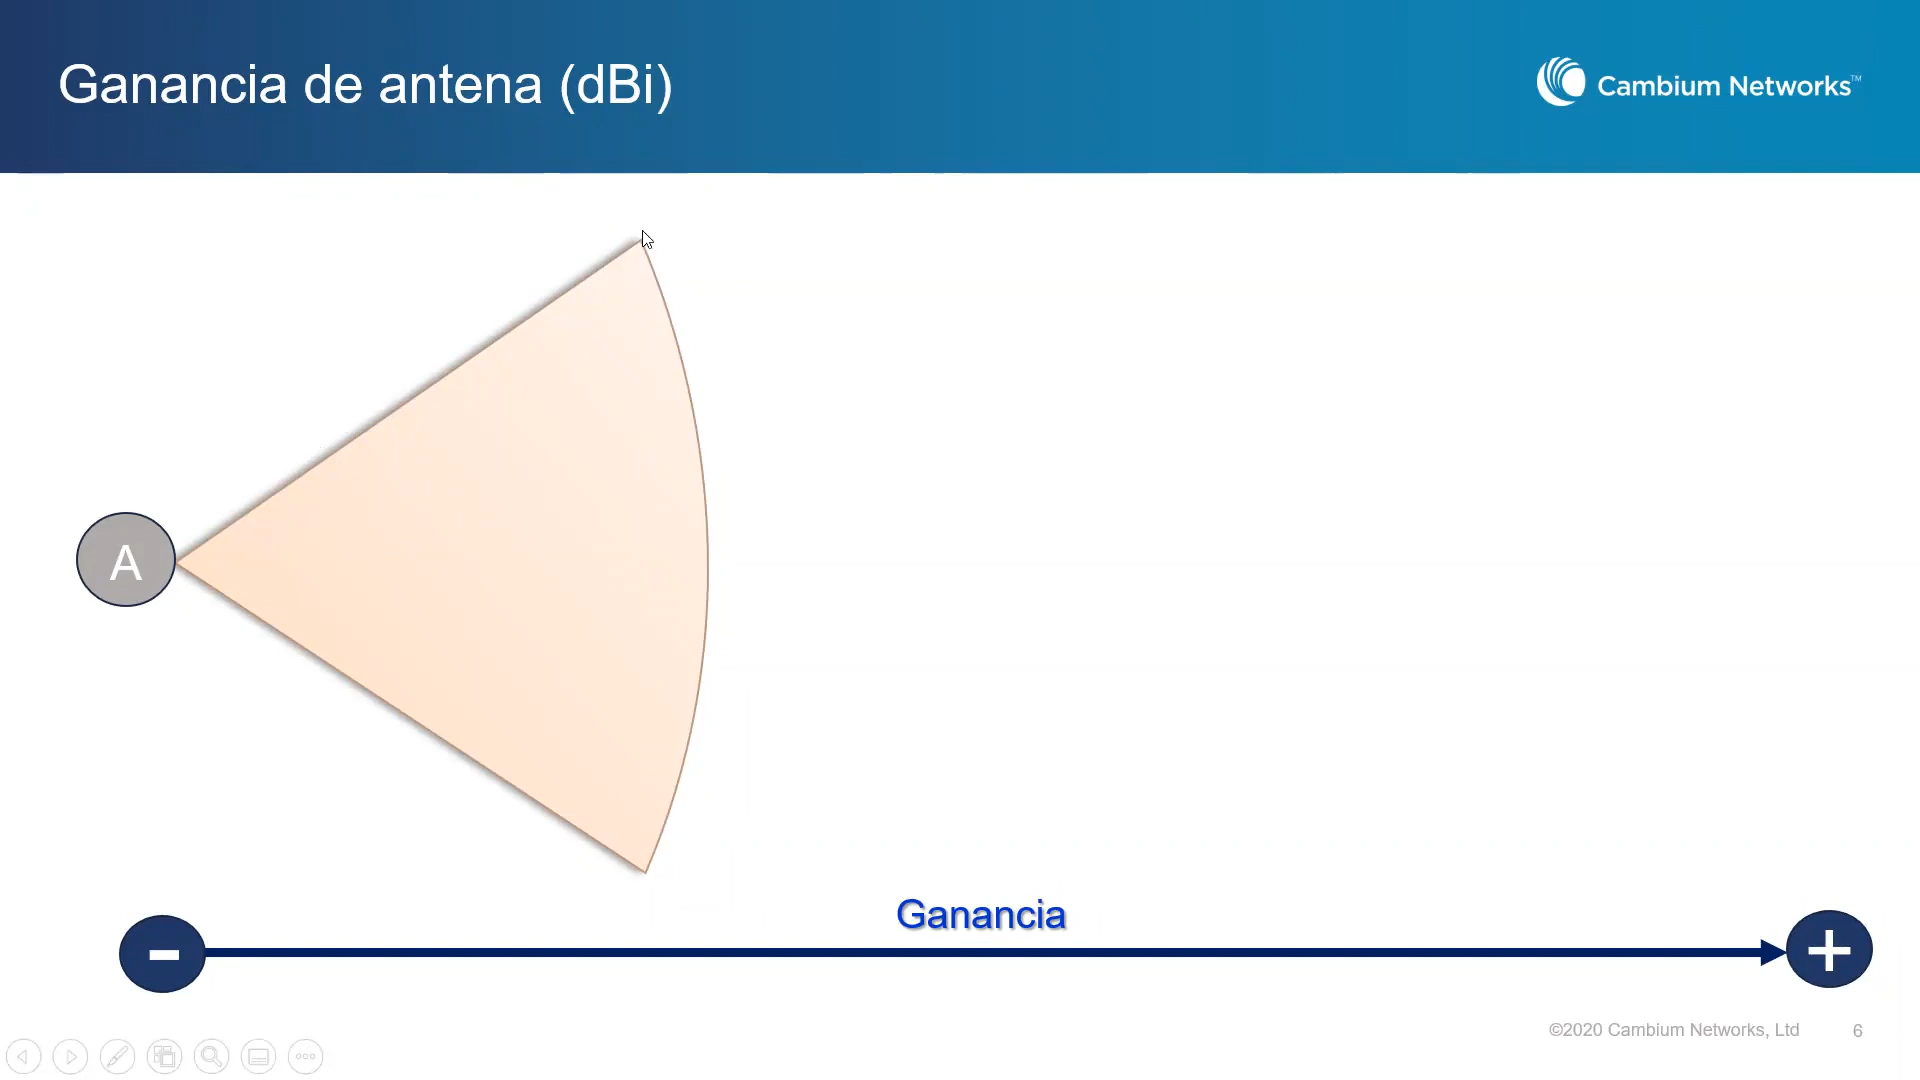 Ganancia de antena (dBi)
Cambium Networks™
A
Ganancia
-
+
©2020 Cambium Networks, Ltd
6